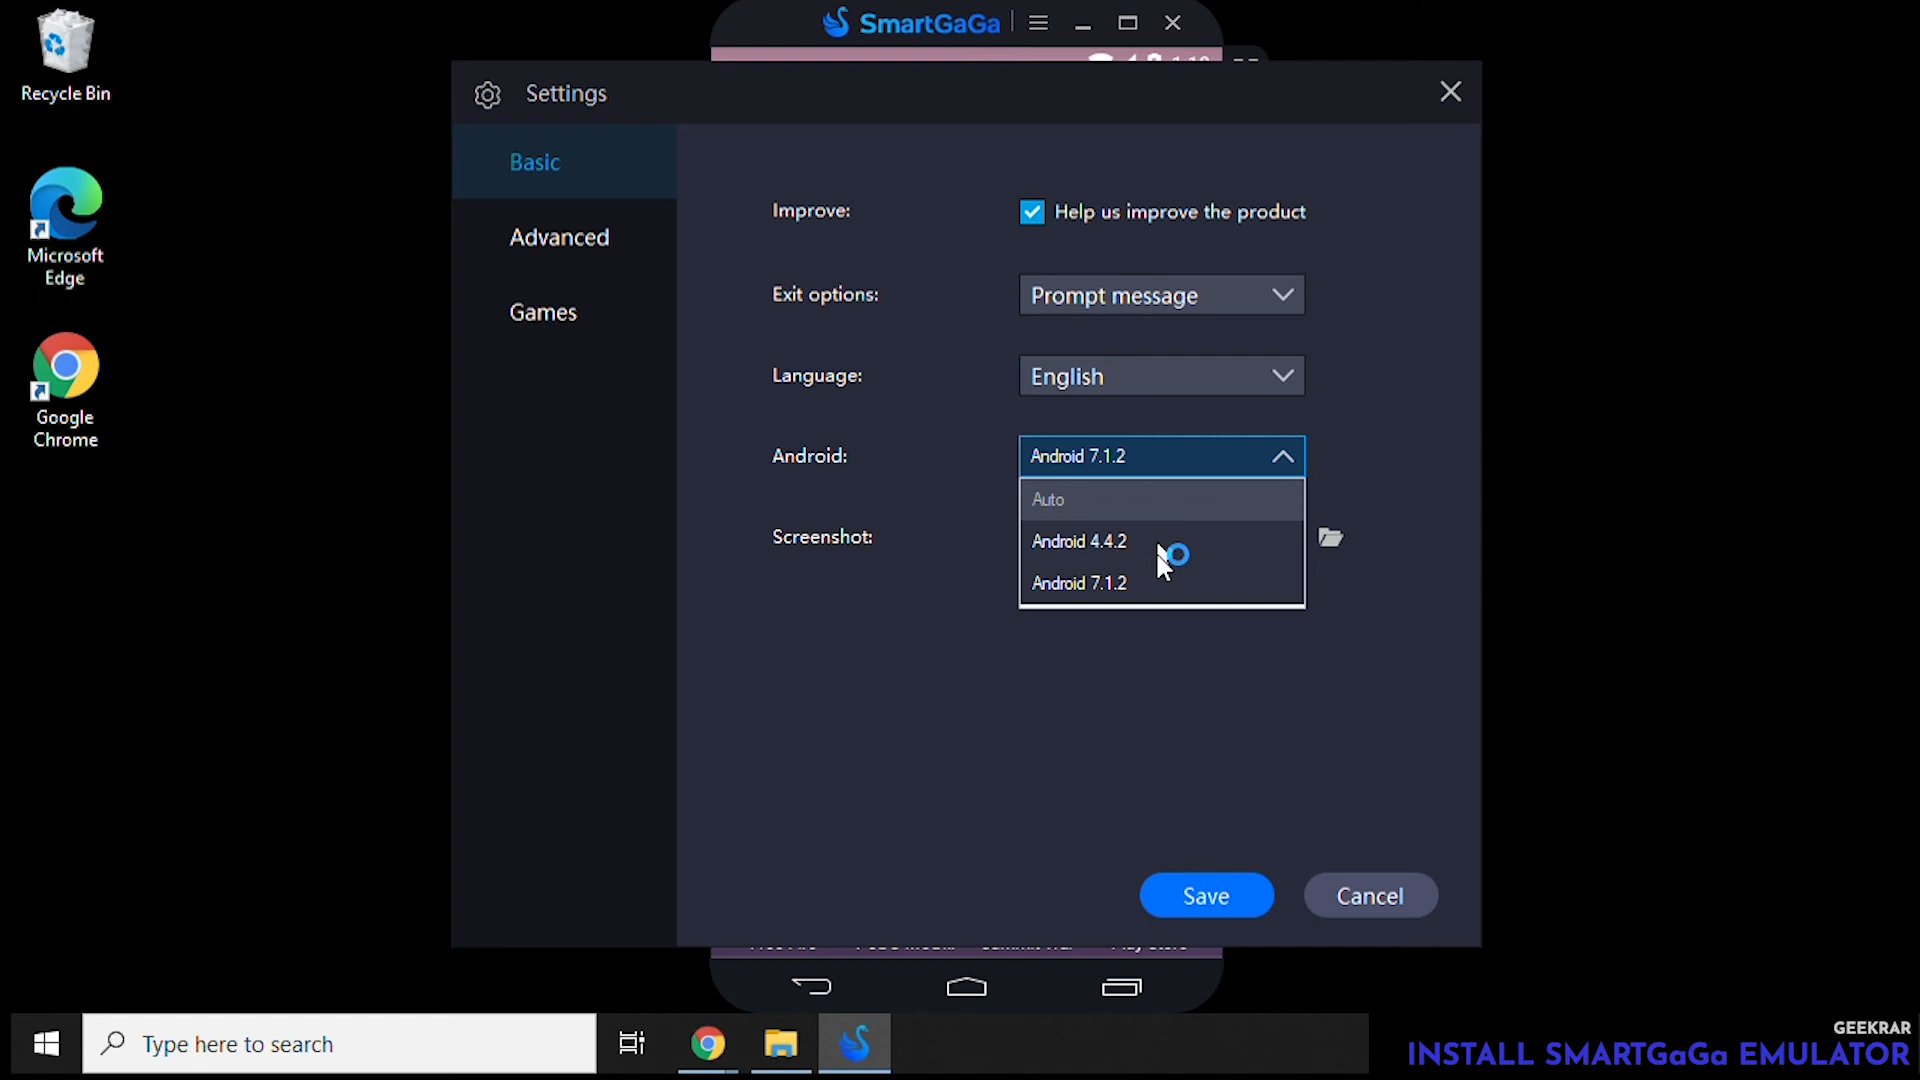 SmartGaGa
Recycle Bin
Settings
Basic
Improve:
Help us improve the product
Microsoft
Edge
Advanced
Exit options:
Prompt message
Games
Language:
English
Google
Chrome
Android:
Android 7.1.2
Auto
Screenshot:
Android 4.4.2
Android 7.1.2
Save
Cancel
Type here to search
GEEKRAR
INSTALL SMARTGaGa EMULATOR